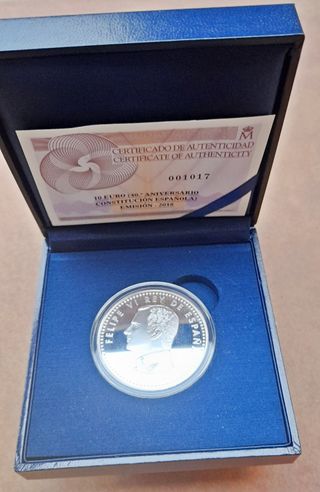 M
CERTIFICADO DE AUTENTICIDAD
CERTIFICATE OF AUTHENTICITY
001017
10 EURO (40.º ANIVERSARIO
CONSTITUCIÓN ESPAÑOLA)
EMISIÓN - 2018
FELIPE VI REY DE ESPAÑ